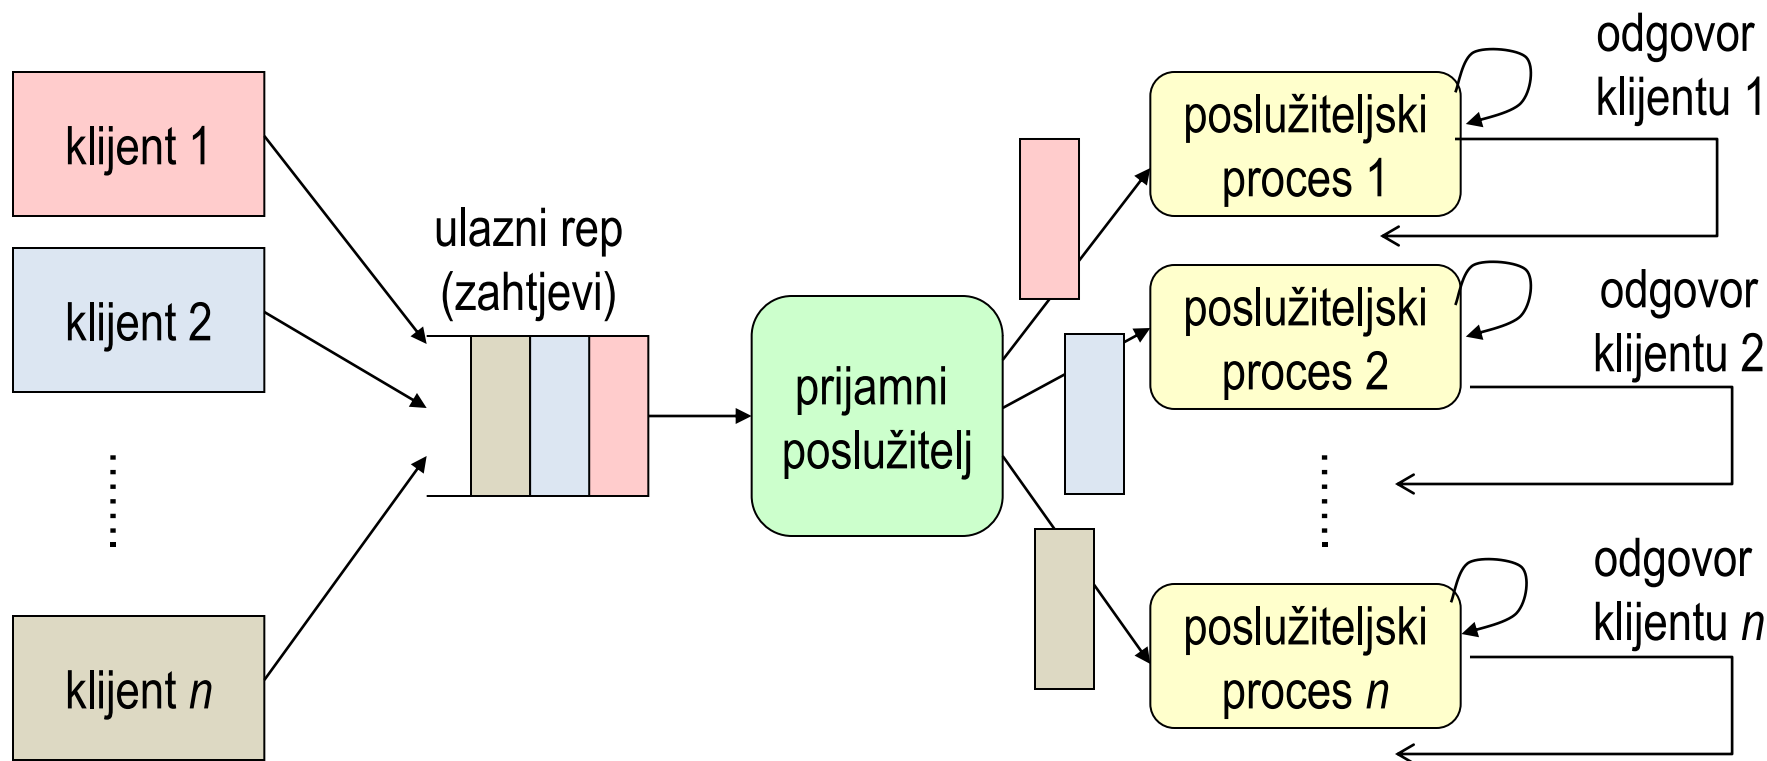 klijent 1
klijent 2
klijent n
ulazni rep
(zahtjevi)
prijamni
poslužitelj
poslužiteljski
proces 1
odgovor
klijentu 1
poslužiteljski
proces 2
odgovor
klijentu 2
poslužiteljski
proces n
odgovor
klijentu n